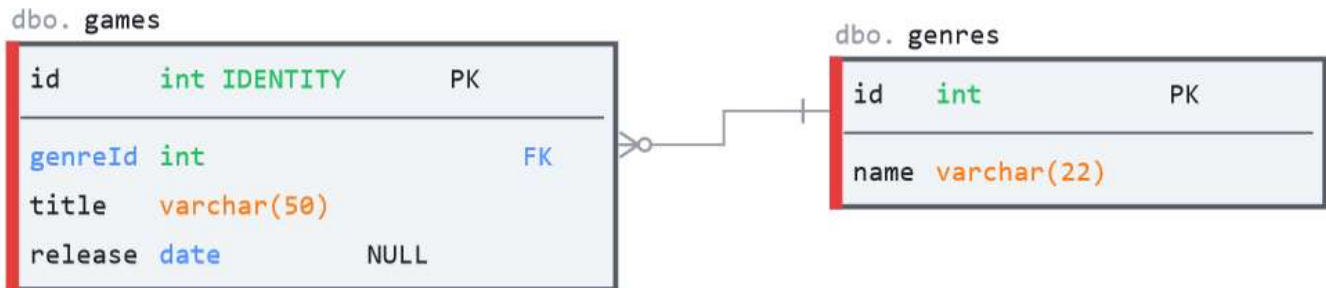 dbo. games
id int IDENTITY PK
genreId int FK
title varchar(50)
release date NULL
dbo. genres
id int PK
name varchar(22)